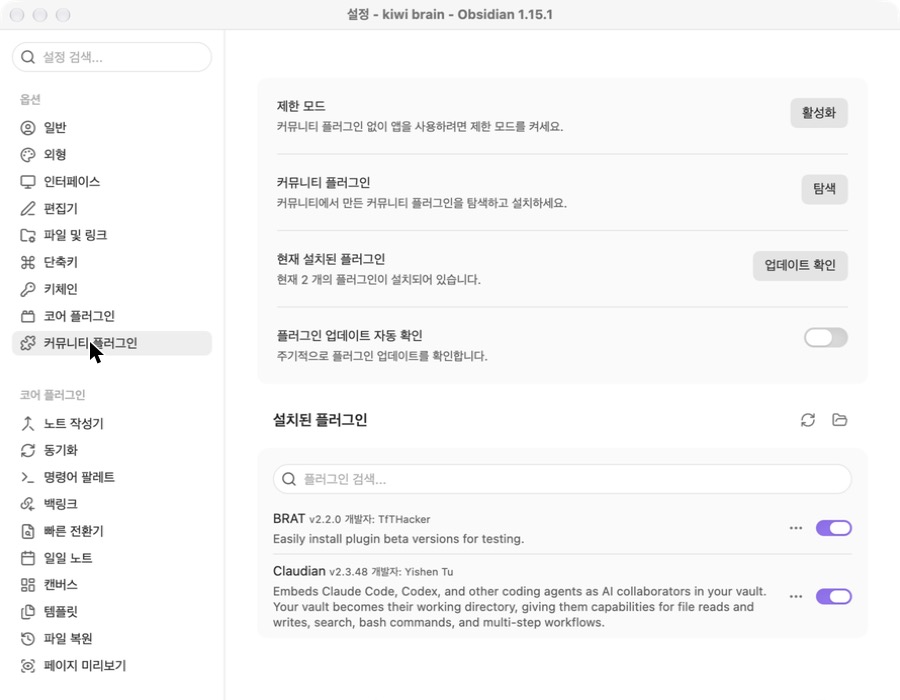 설정 - kiwi brain - Obsidian 1.15.1
설정 검색...
옵션
일반
외형
인터페이스
편집기
파일 및 링크
단축키
키체인
코어 플러그인
커뮤니티 플러그인
코어 플러그인
노트 작성기
동기화
명령어 팔레트
백링크
빠른 전환기
일일 노트
캔버스
템플릿
파일 복원
페이지 미리보기
제한 모드
커뮤니티 플러그인 없이 앱을 사용하려면 제한 모드를 켜세요.
활성화
커뮤니티 플러그인
커뮤니티에서 만든 커뮤니티 플러그인을 탐색하고 설치하세요.
탐색
현재 설치된 플러그인
현재 2 개의 플러그인이 설치되어 있습니다.
업데이트 확인
플러그인 업데이트 자동 확인
주기적으로 플러그인 업데이트를 확인합니다.
설치된 플러그인
플러그인 검색...
BRAT v2.2.0 개발자: TfTHacker
Easily install plugin beta versions for testing.
Claudian v2.3.48 개발자: Yishen Tu
Embeds Claude Code, Codex, and other coding agents as AI collaborators in your vault.
Your vault becomes their working directory, giving them capabilities for file reads and
writes, search, bash commands, and multi-step workflows.